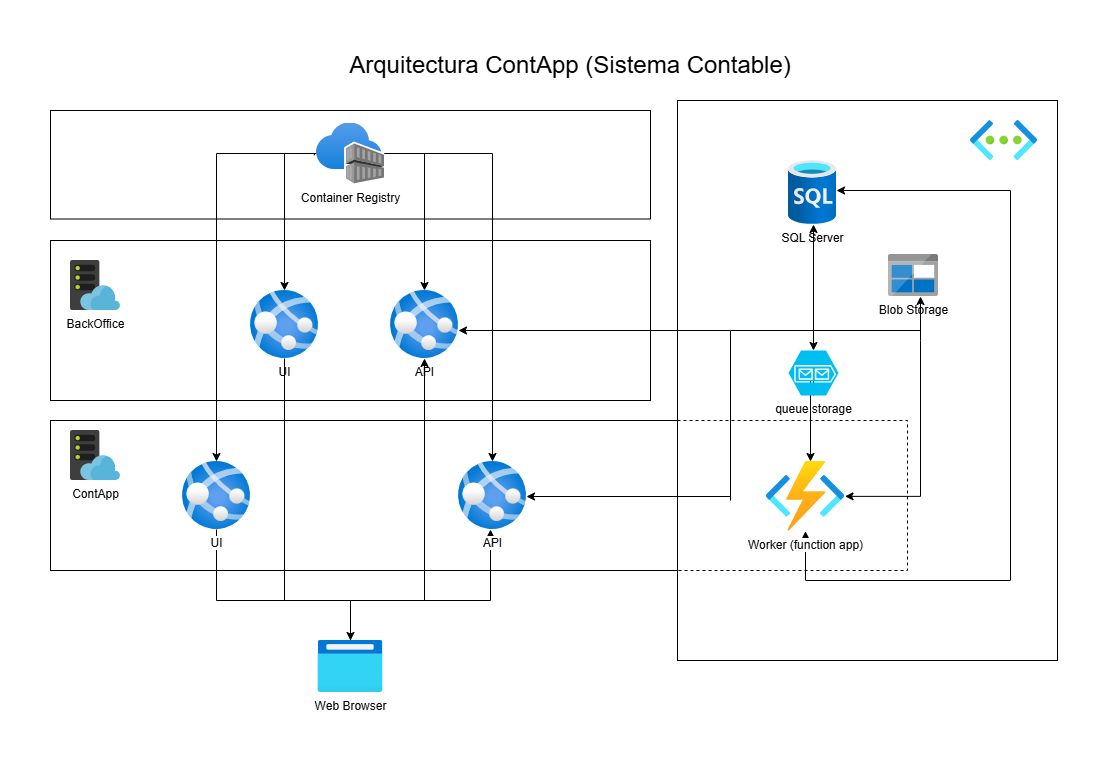 Arquitectura ContApp (Sistema Contable)
Container Registry
SQL
SQL Server
BackOffice
Blob Storage
UI
API
queue storage
ContApp
UI
API
Worker (function app)
Web Browser